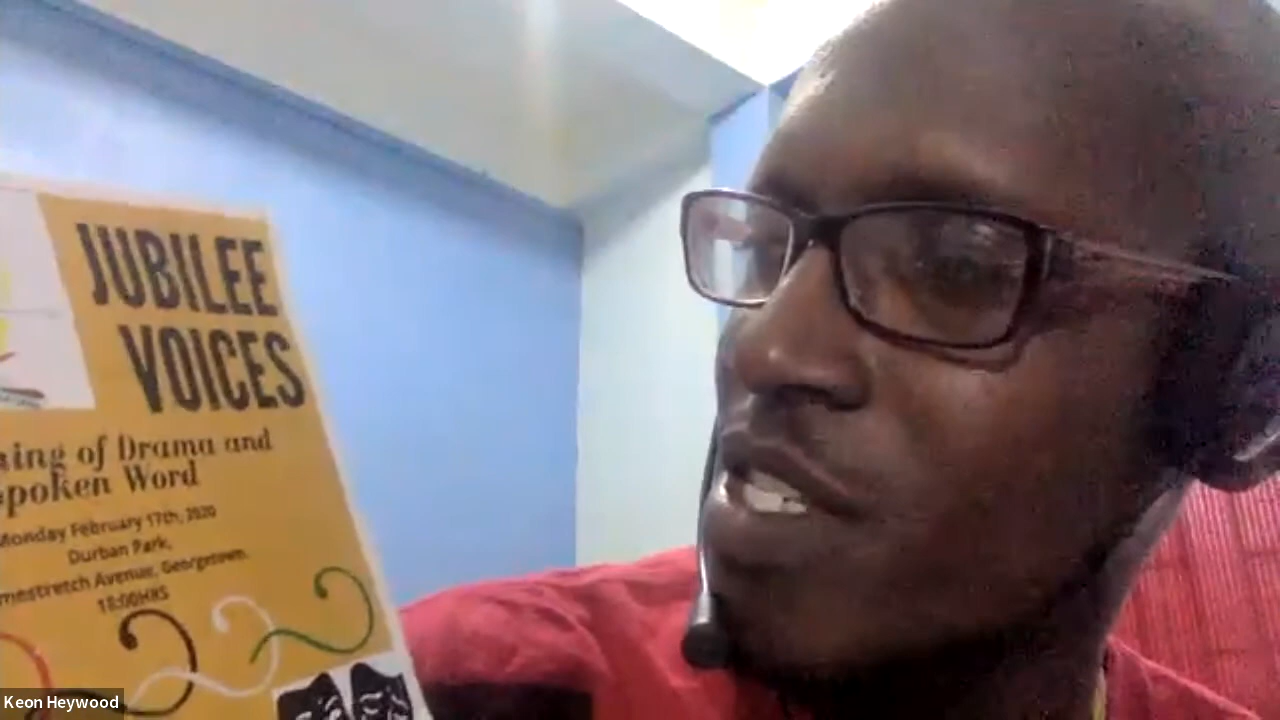 JUBILEE
VOICES
of Drama and
Word
Monday February 17th, 2020
Durban Park,
Avenue, Georgetown
18:00HRS
Keon Heywood